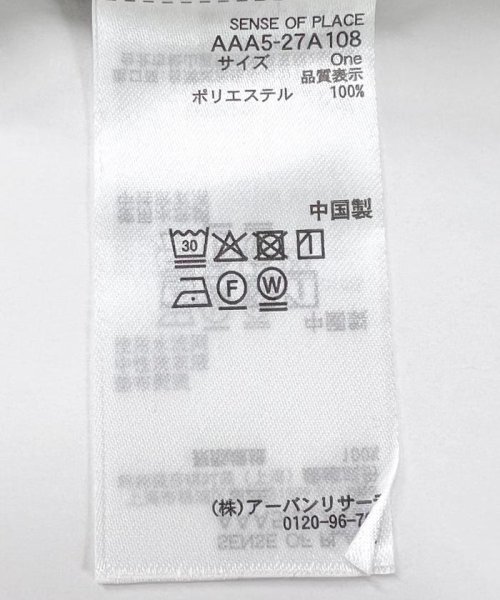 SENSE OF PLACE
AAA5-27A108
サイズ One
品質表示
ポリエステル 100%
中国製
30
F W
(株)アーバンリサー
0120-96-7